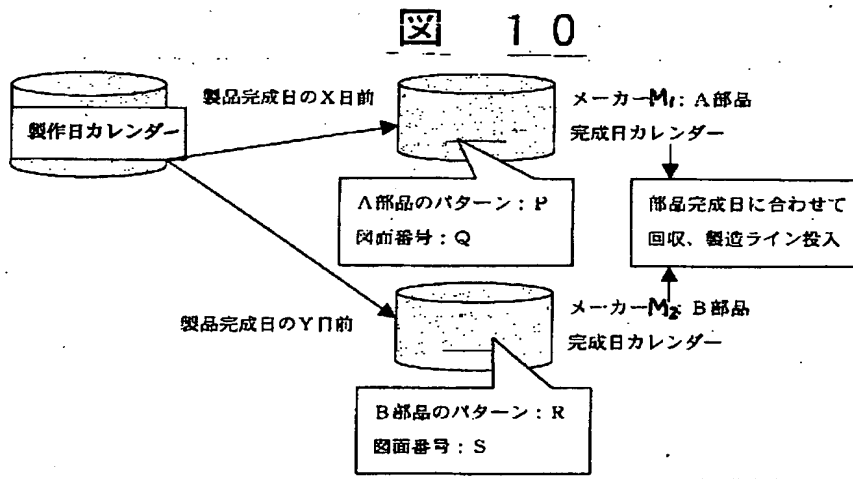 図 10
製品完成日のX日前
製作日カレンダー
メーカーM1: A部品
完成日カレンダー
A部品のパターン：P
図面番号：Q
部品完成日に合わせて
回収、製造ライン投入
製品完成日のY日前
メーカーM2: B部品
完成日カレンダー
B部品のパターン：R
図面番号：S